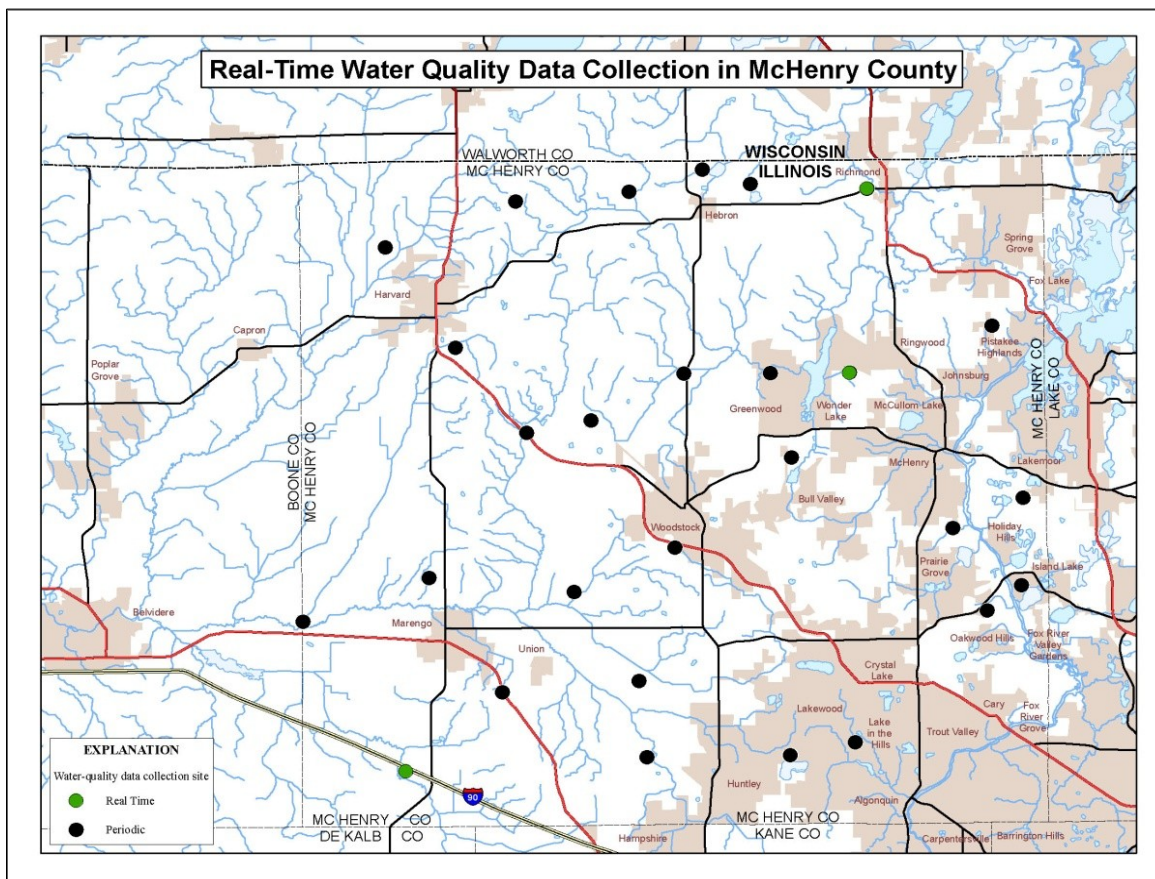 Real-Time Water Quality Data Collection in McHenry County
WALWORTH CO
MC HENRY CO
WISCONSIN
ILLINOIS
Richmond
Hebron
Spring
Grove
Fox Lake
Harvard
Capron
Poplar
Grove
Ringwood
Pistakee
Highlands
Johnsburg
MC HENRY CO
LAKE CO
Greenwood
Wonder
Lake
McCullom Lake
McHenry
Lakemoor
BOONE CO
MC HENRY CO
Bull Valley
Woodstock
Holiday
Hills
Prairie
Grove
Island Lake
Belvidere
Marengo
Union
Oakwood Hills
Fox River
Valley
Gardens
Crystal
Lake
Lakewood
Lake
in the
Hills
Cary
Fox
River
Grove
Trout Valley
Huntley
Algonquin
90
MC HENRY CO
DE KALB CO
MC HENRY CO
KANE CO
Hampshire
Carpentersville
Barrington Hills
EXPLANATION
Water-quality data collection site
Real Time
Periodic